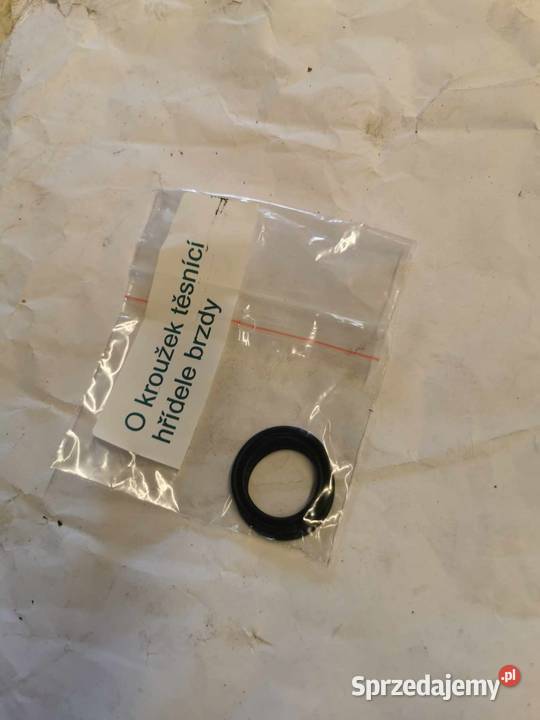 O kroužek těsnící
hřídele brzdy
Sprzedajemy.pl